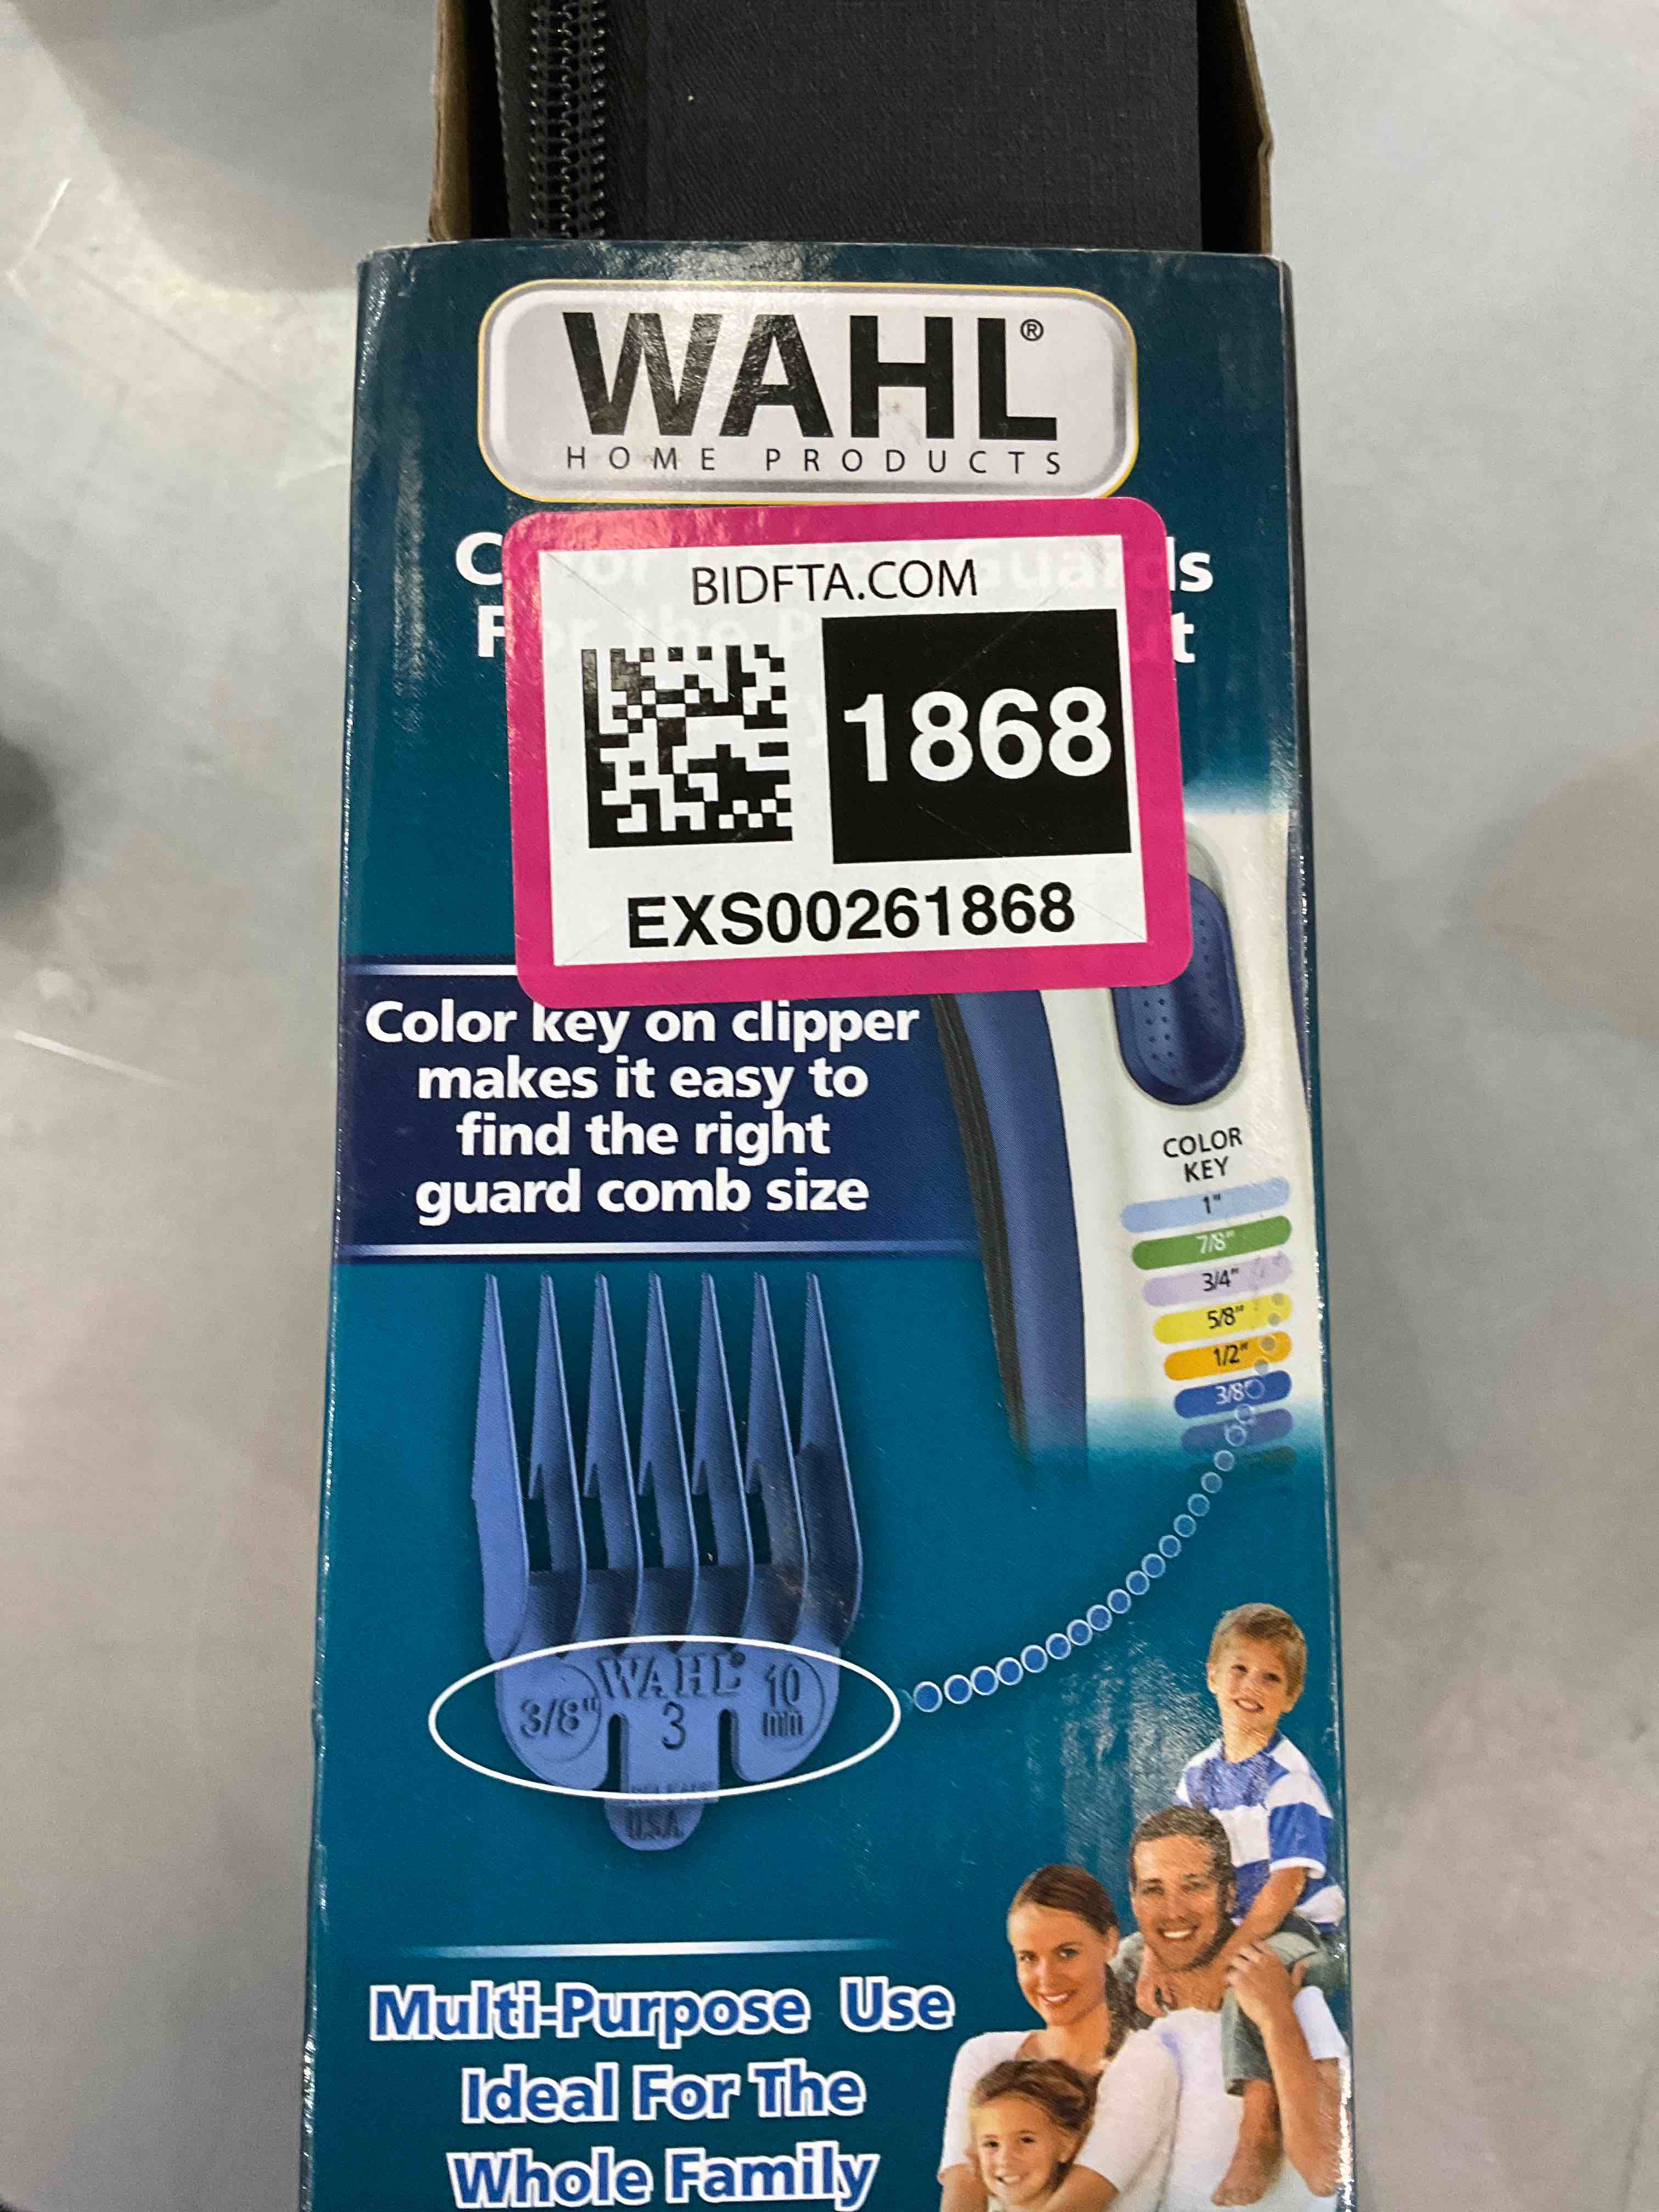 WAHL®
HOME PRODUCTS
BIDFTA.COM
1868
EXS00261868
Color key on clipper
makes it easy to
find the right
guard comb size
COLOR
KEY
1"
7/8"
3/4"
5/8"
1/2"
3/8"
3/8"
WAHL®
3
10
mm
USA
Multi-Purpose Use
Ideal For The
Whole Family